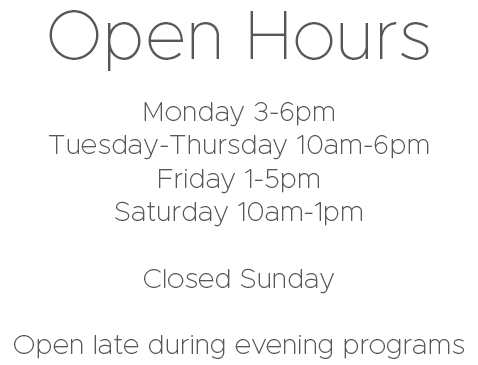 Open Hours
Monday 3-6pm
Tuesday-Thursday 10am-6pm
Friday 1-5pm
Saturday 10am-1pm
Closed Sunday
Open late during evening programs